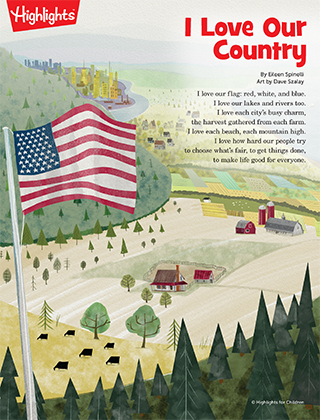 Highlights
I Love Our
Country
By Eileen Spinelli
Art by Dave Szalay
I love our flag: red, white, and blue.
I love our lakes and rivers too.
I love each city's busy charm,
the harvest gathered from each farm.
I love each beach, each mountain high.
I love how hard our people try
to choose what's fair, to get things done,
to make life good for everyone.
© Highlights for Children